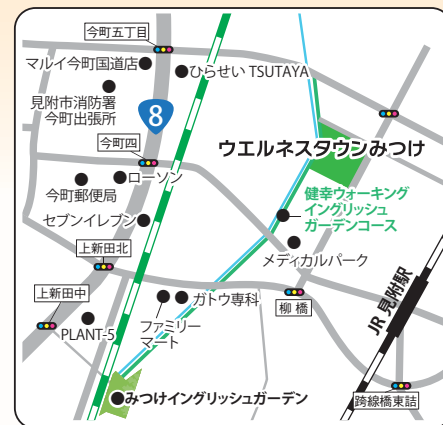 今町五丁目
マルイ今町国道店
ひらせい TSUTAYA
見附市消防署
今町出張所
8
今町四
ウエルネスタウンみつけ
ローソン
今町郵便局
健幸ウォーキング
イングリッシュ
ガーデンコース
セブンイレブン
上新田北
メディカルパーク
上新田中
ガトウ専科
柳 橋
JR 見附駅
ファミリー
マート
PLANT-5
みつけイングリッシュガーデン
跨線橋東詰